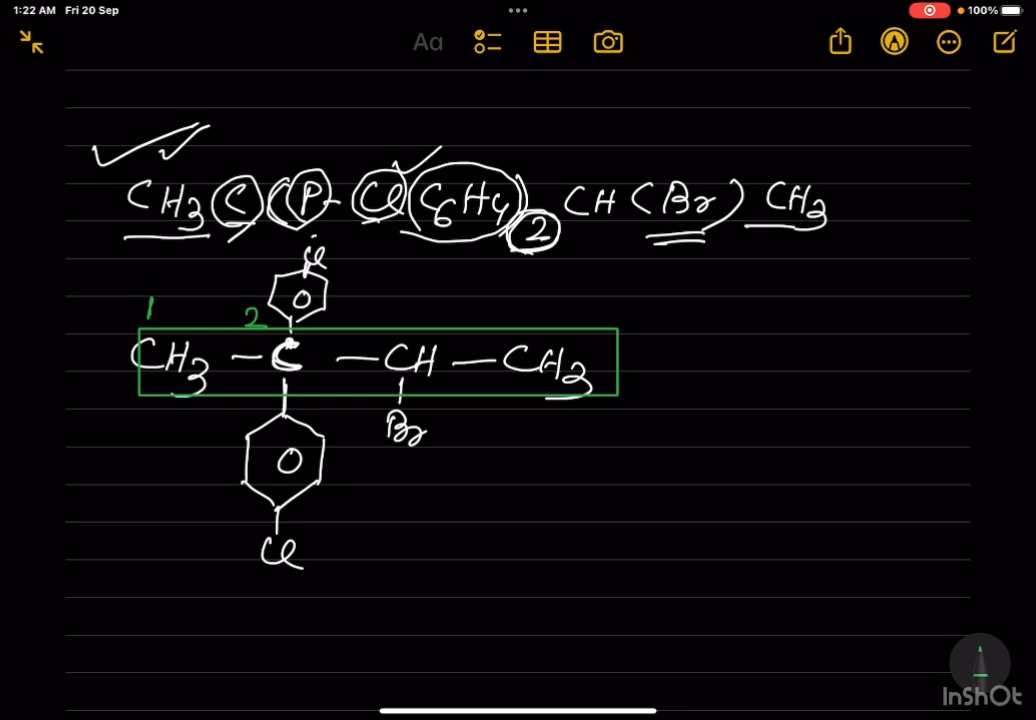 1:22 AM Fri 20 Sep
100%
Aa
CH3C(P-Cl C6H4)2 CH(Br) CH3
Cl
1 2
CH3 - C - CH - CH3
Br
Cl
InShOt